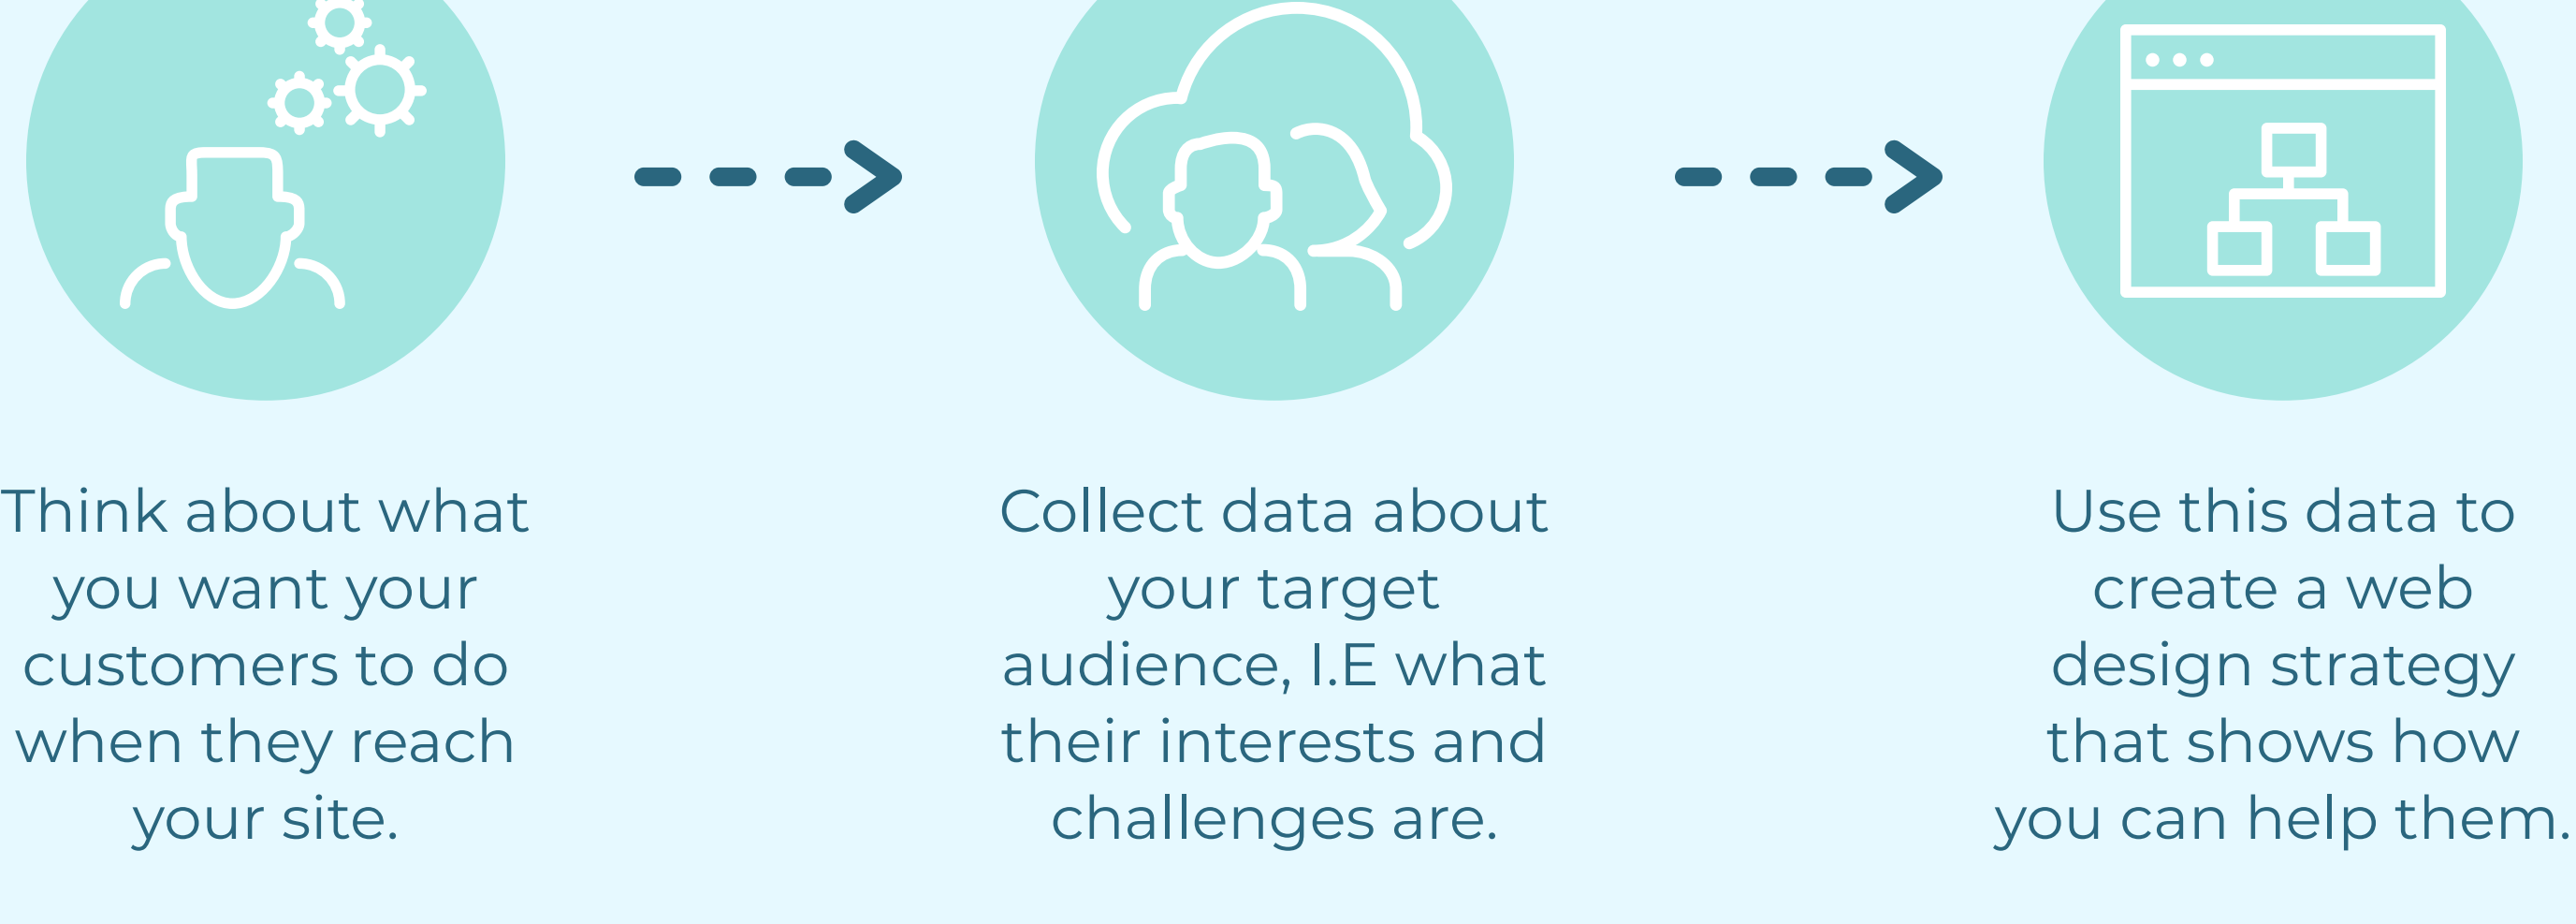 Think about what
you want your
customers to do
when they reach
your site.
Collect data about
your target
audience, I.E what
their interests and
challenges are.
Use this data to
create a web
design strategy
that shows how
you can help them.